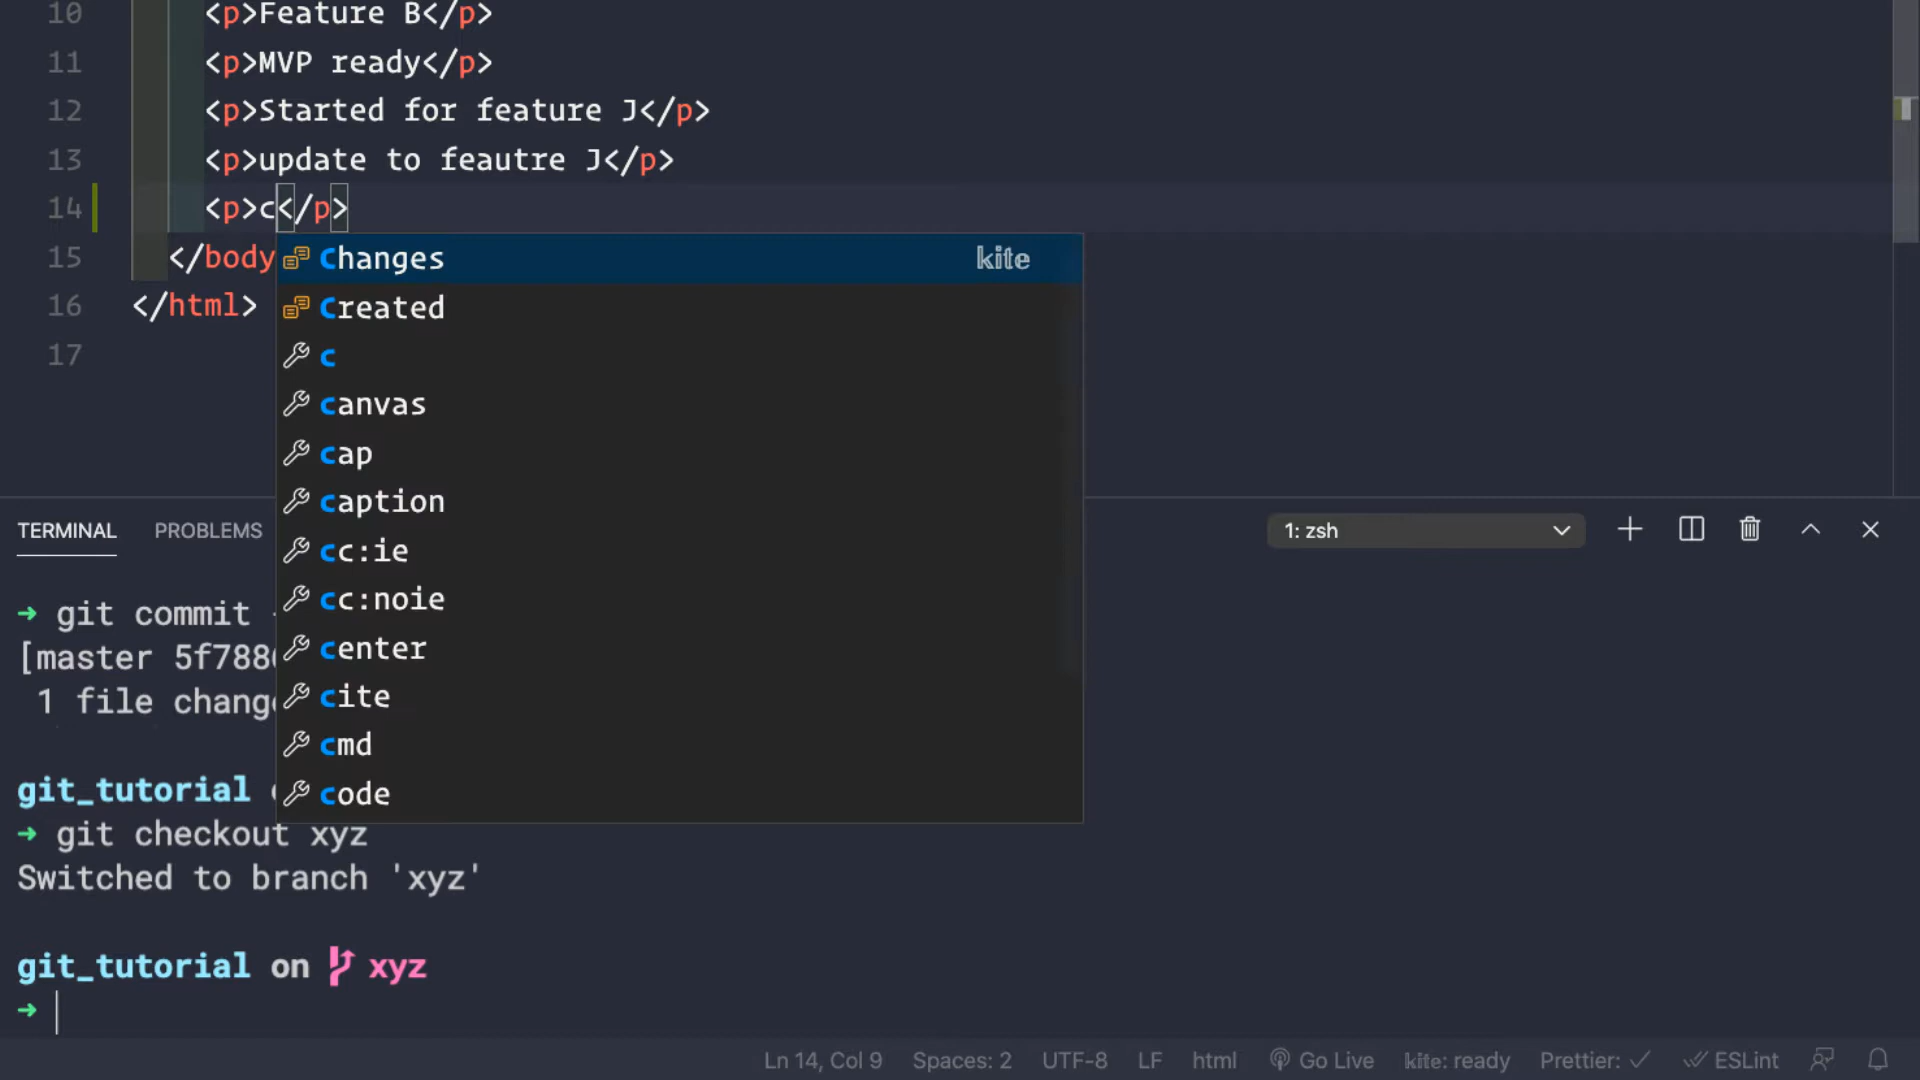 10 <p>Feature B</p>
11 <p>MVP ready</p>
12 <p>Started for feature J</p>
13 <p>update to feautre J</p>
14 <p>c</p>
15 </body
16 </html>
17
Changes kite
Created
c
canvas
cap
caption
cc:ie
cc:noie
center
cite
cmd
code
TERMINAL PROBLEMS 1: zsh
➜ git commit
[master 5f788
1 file change
git_tutorial
➜ git checkout xyz
Switched to branch 'xyz'
git_tutorial on xyz
➜
Ln 14, Col 9 Spaces: 2 UTF-8 LF html Go Live kite: ready Prettier: ✓ ESLint